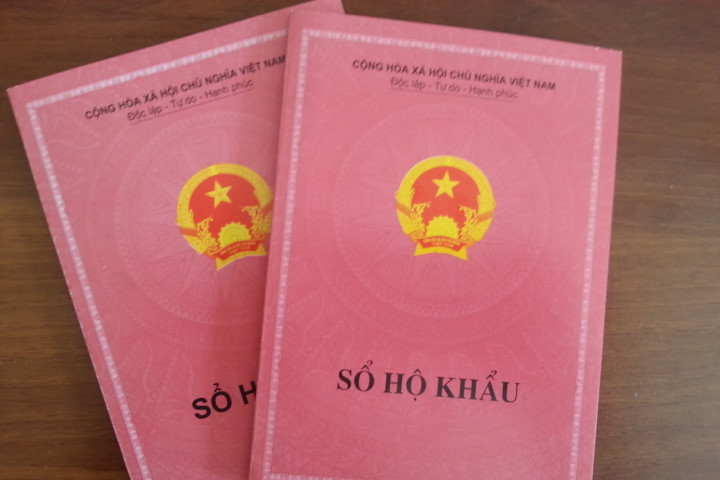 CỘNG HÒA XÃ HỘI CHỦ NGHĨA VIỆT NAM
Độc lập - Tự do - Hạnh phúc
SỔ H
CỘNG HÒA XÃ HỘI CHỦ NGHĨA VIỆT NAM
Độc lập - Tự do - Hạnh phúc
SỔ HỘ KHẨU